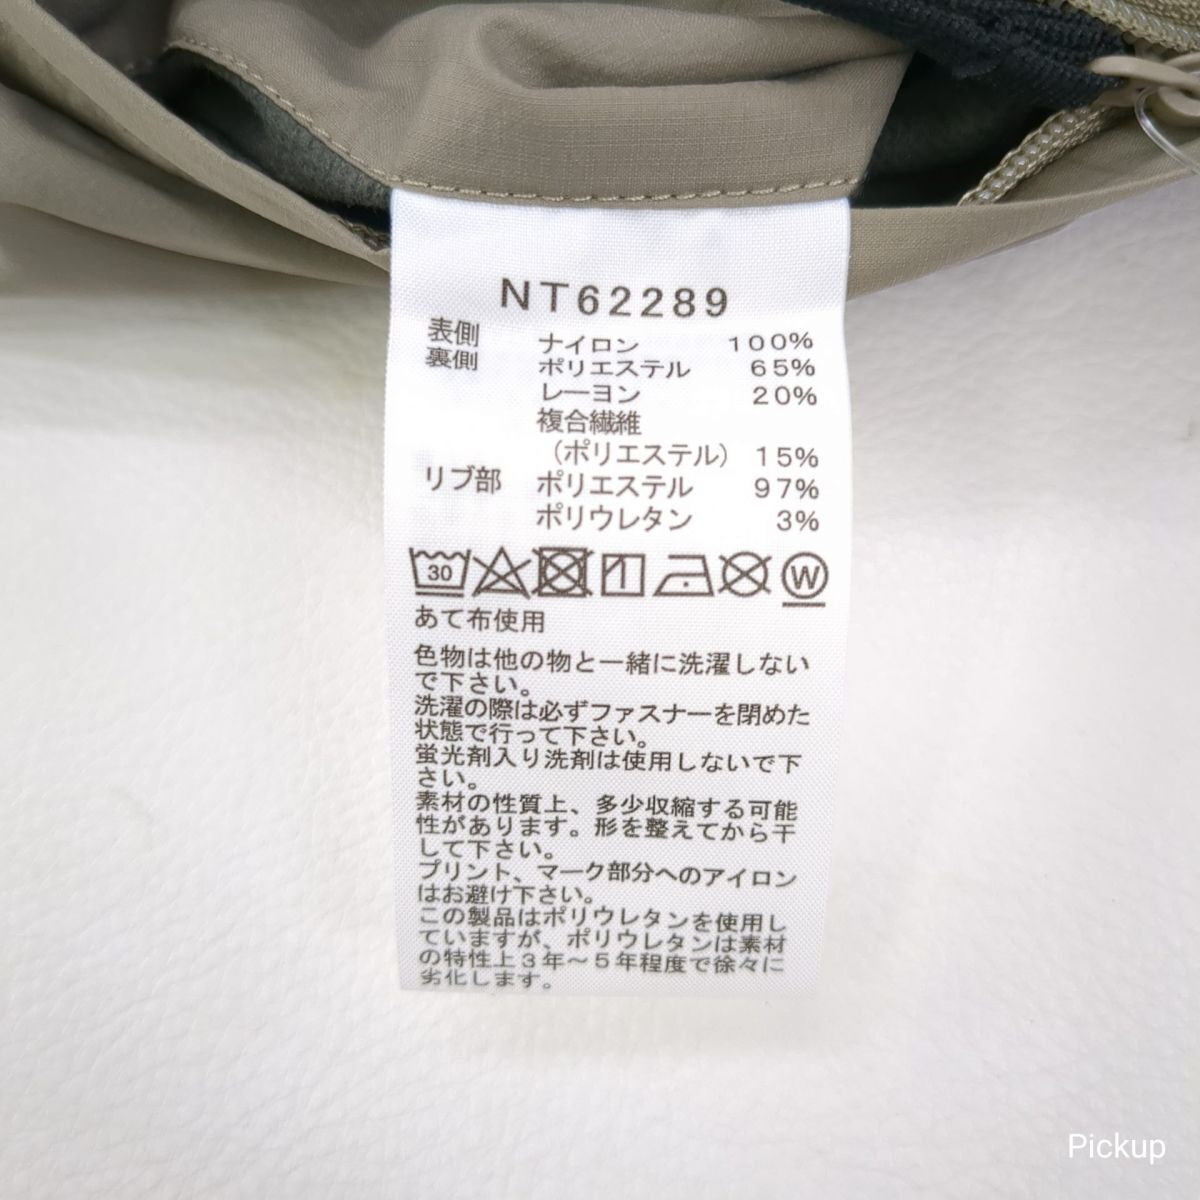 NT62289
表側 ナイロン 100%
裏側 ポリエステル 65%
レーヨン 20%
複合繊維
(ポリエステル) 15%
リブ部 ポリエステル 97%
ポリウレタン 3%
30 W
あて布使用
色物は他の物と一緒に洗濯しない
で下さい。
洗濯の際は必ずファスナーを閉めた
状態で行って下さい。
蛍光剤入り洗剤は使用しないで下
さい。
素材の性質上、多少収縮する可能
性があります。形を整えてから干
して下さい。
プリント、マーク部分へのアイロン
はお避け下さい。
この製品はポリウレタンを使用し
ていますが、ポリウレタンは素材
の特性上3年~5年程度で徐々に
劣化します。
Pickup